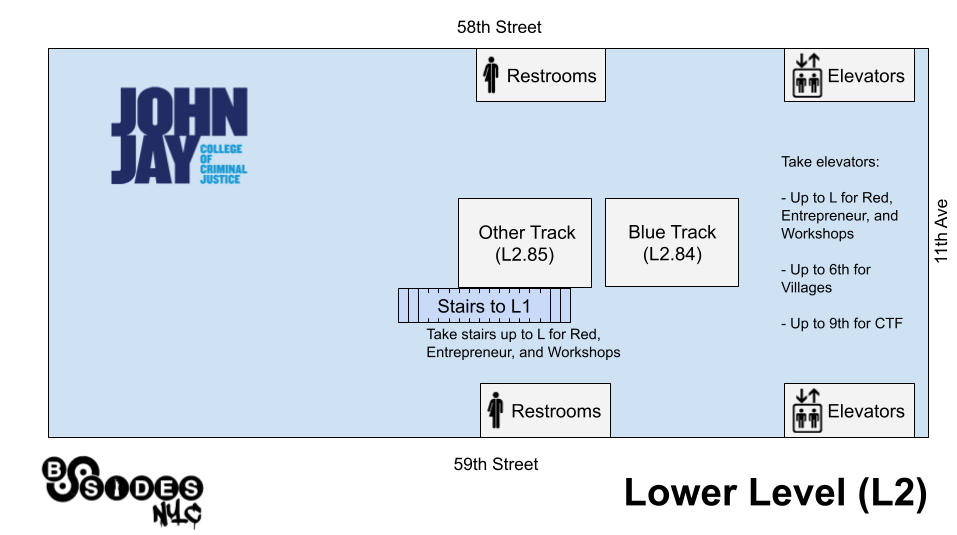 58th Street
Restrooms
Elevators
JOHN
JAY
COLLEGE
OF
CRIMINAL
JUSTICE
Take elevators:
- Up to L for Red,
Entrepreneur, and
Workshops
- Up to 6th for
Villages
- Up to 9th for CTF
11th Ave
Other Track
(L2.85)
Blue Track
(L2.84)
Stairs to L1
Take stairs up to L for Red,
Entrepreneur, and Workshops
Restrooms
Elevators
59th Street
BSIDES
NYC
Lower Level (L2)